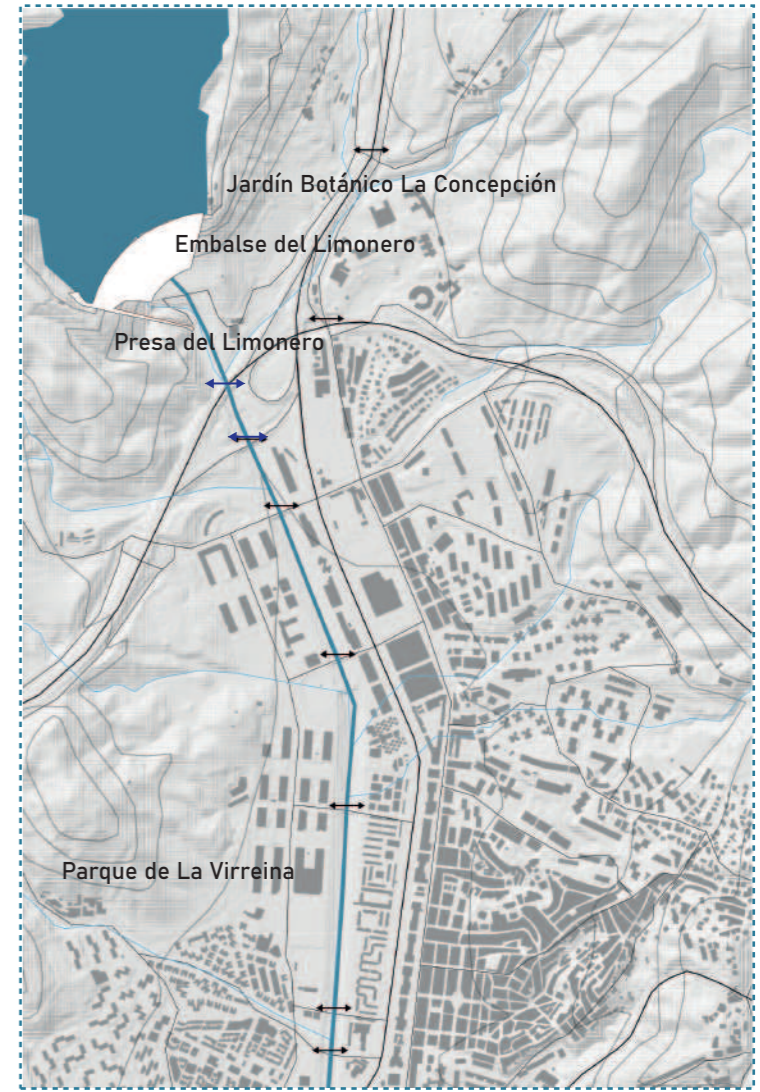 Jardín Botánico La Concepción
Embalse del Limonero
Presa del Limonero
Parque de La Virreina